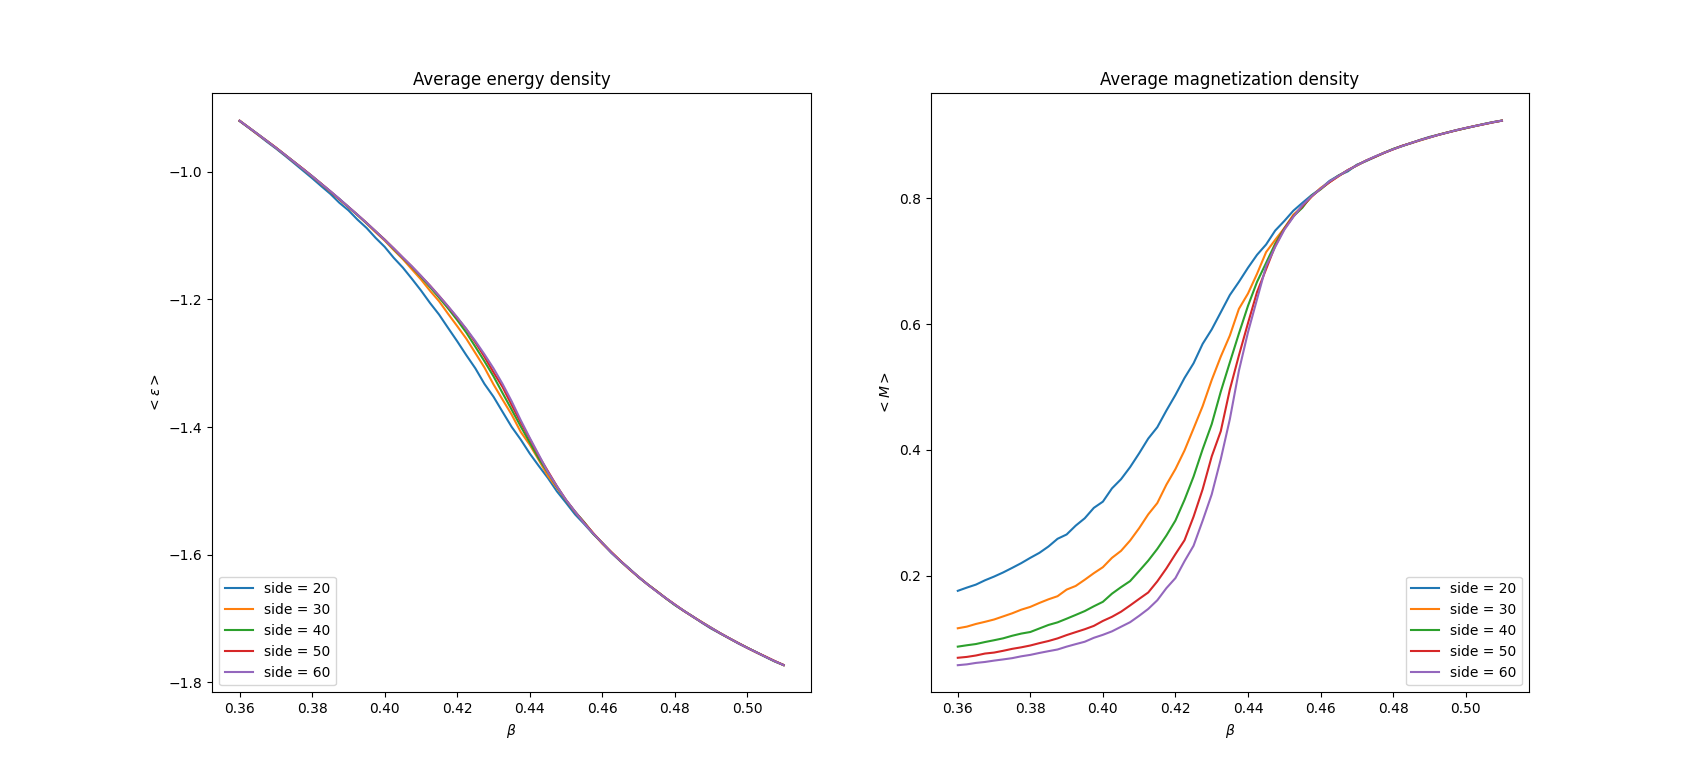 Average energy density
−1.0
−1.2
−1.4
−1.6
−1.8
< ε >
side = 20
side = 30
side = 40
side = 50
side = 60
0.36 0.38 0.40 0.42 0.44 0.46 0.48 0.50
β
Average magnetization density
0.8
0.6
0.4
0.2
< M >
side = 20
side = 30
side = 40
side = 50
side = 60
0.36 0.38 0.40 0.42 0.44 0.46 0.48 0.50
β